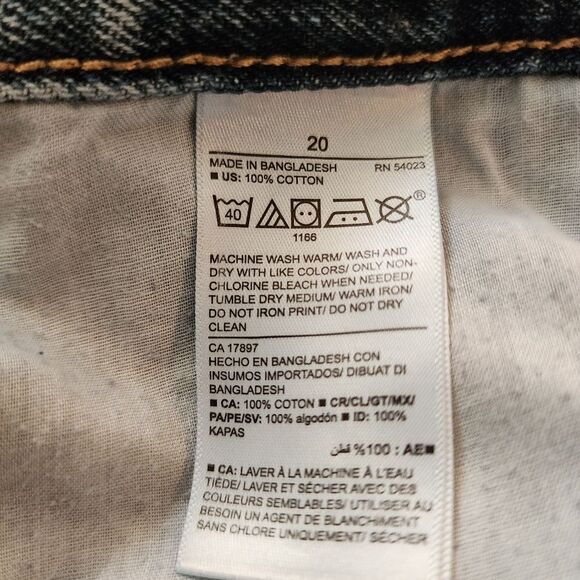 20
MADE IN BANGLADESH RN 54023
■ US: 100% COTTON
40 ®
1166
MACHINE WASH WARM/ WASH AND
DRY WITH LIKE COLORS/ ONLY NON-
CHLORINE BLEACH WHEN NEEDED/
TUMBLE DRY MEDIUM/ WARM IRON/
DO NOT IRON PRINT/ DO NOT DRY
CLEAN
CA 17897
HECHO EN BANGLADESH CON
INSUMOS IMPORTADOS/ DIBUAT DI
BANGLADESH
■ CA: 100% COTON ■ CR/CL/GT/MX/
PA/PE/SV: 100% algodón ■ ID: 100%
KAPAS
■ AE: 100% قطن
■ CA: LAVER À LA MACHINE À L'EAU
TIÈDE/ LAVER ET SÉCHER AVEC DES
COULEURS SEMBLABLES/ UTILISER AU
BESOIN UN AGENT DE BLANCHIMENT
SANS CHLORE UNIQUEMENT/ SÉCHER